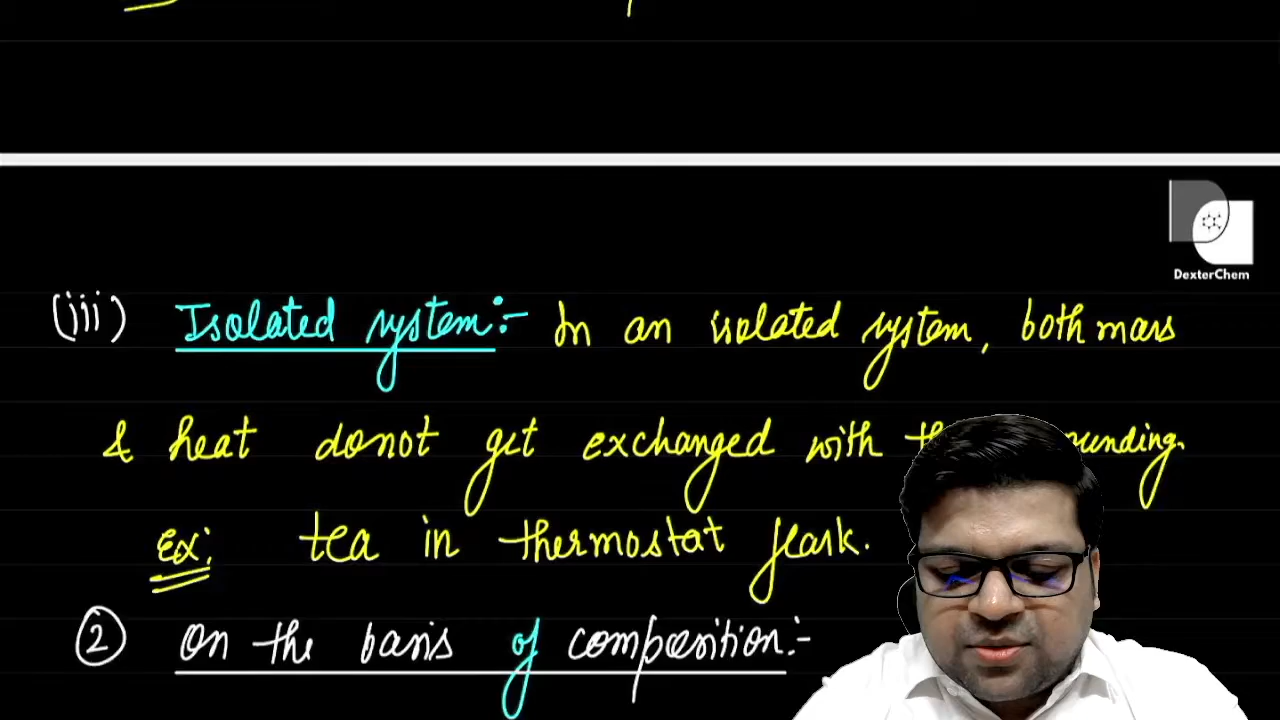 DexterChem
(iii) Isolated system:- In an isolated system, both mass
& heat donot get exchanged with
Ex: tea in thermostat flask.
② on the basis of composition:-